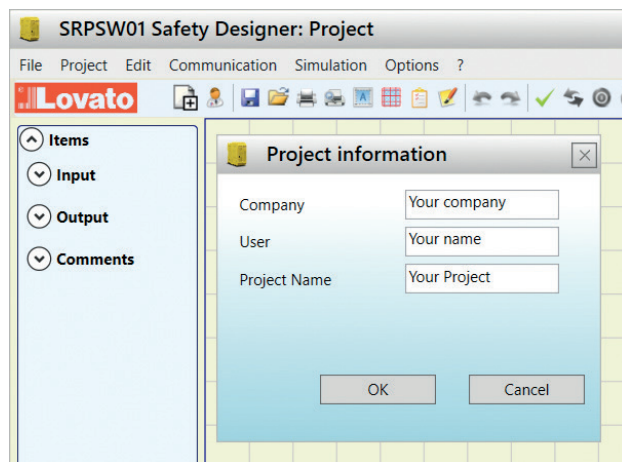 SRPSW01 Safety Designer: Project
File Project Edit Communication Simulation Options ?
Lovato
Items
Input
Output
Comments
Project information
Company Your company
User Your name
Project Name Your Project
OK Cancel